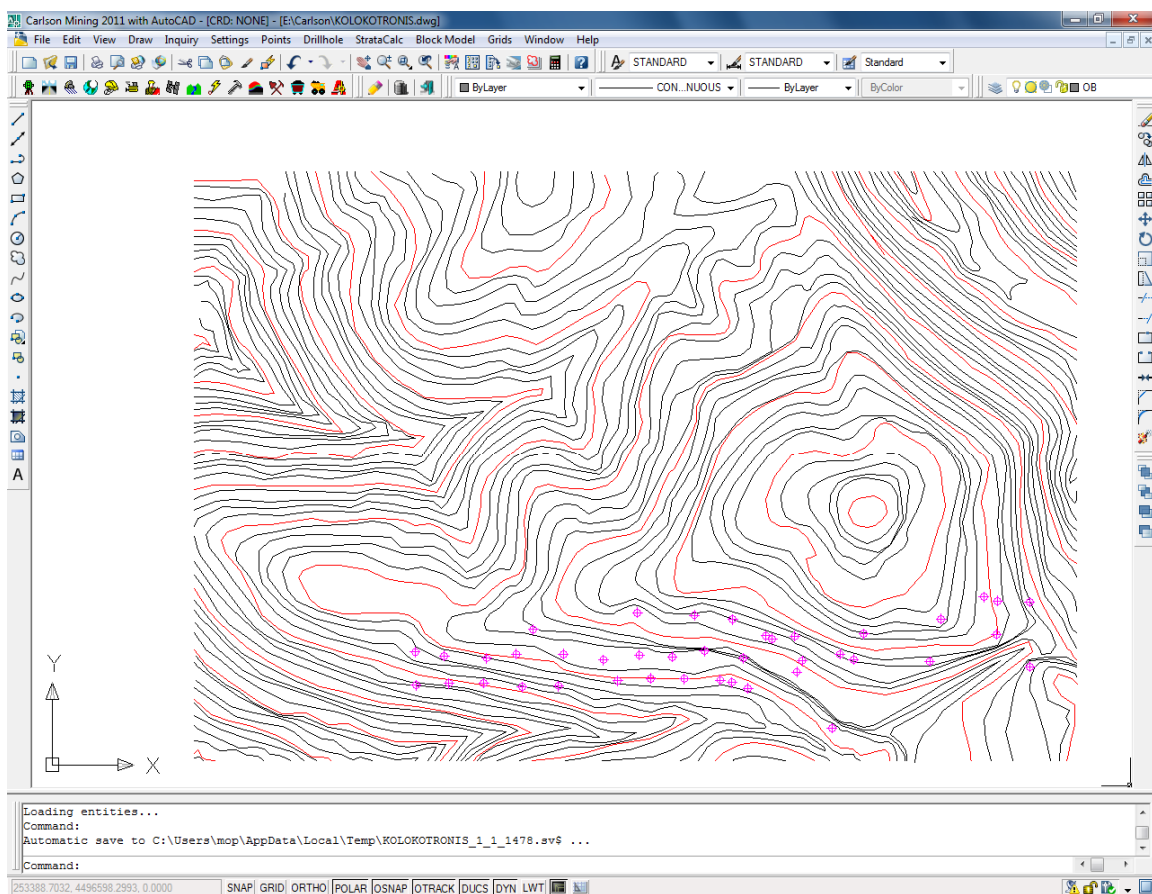 Carlson Mining 2011 with AutoCAD - [CRD: NONE] - [E:\Carlson\KOLOKOTRONIS.dwg]
File Edit View Draw Inquiry Settings Points Drillhole StrataCalc Block Model Grids Window Help
STANDARD STANDARD Standard
ByLayer CON...NUOUS ByLayer ByColor OB
A
Y
X
Loading entities...
Command:
Automatic save to C:\Users\mop\AppData\Local\Temp\KOLOKOTRONIS_1_1_1478.sv$ ...
Command:
253388.7032, 4496598.2993, 0.0000 SNAP GRID ORTHO POLAR OSNAP OTRACK DUCS DYN LWT